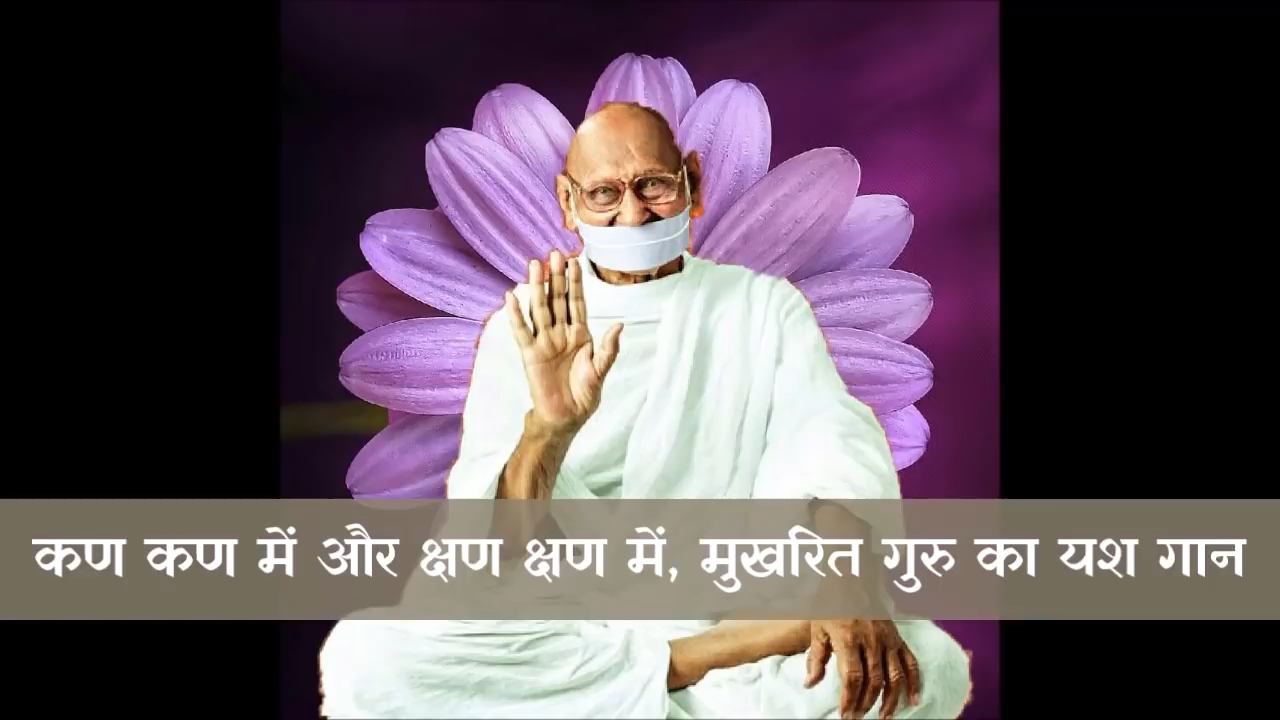 कण कण में और क्षण क्षण में, मुखरित गुरु का यश गान